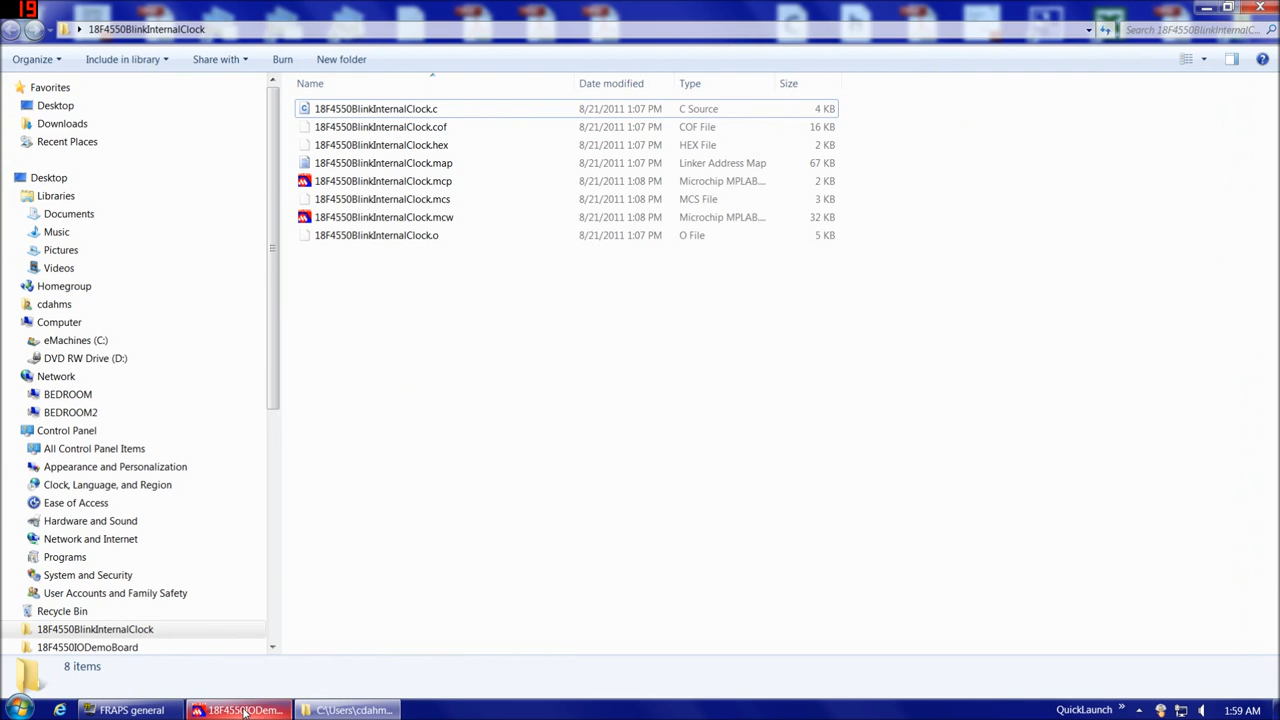 19
18F4550BlinkInternalClock
Search 18F4550BlinkInternalC...
Organize Include in library Share with Burn New folder
Name Date modified Type Size
18F4550BlinkInternalClock.c 8/21/2011 1:07 PM C Source 4 KB
18F4550BlinkInternalClock.cof 8/21/2011 1:07 PM COF File 16 KB
18F4550BlinkInternalClock.hex 8/21/2011 1:07 PM HEX File 2 KB
18F4550BlinkInternalClock.map 8/21/2011 1:07 PM Linker Address Map 67 KB
18F4550BlinkInternalClock.mcp 8/21/2011 1:08 PM Microchip MPLAB.... 2 KB
18F4550BlinkInternalClock.mcs 8/21/2011 1:08 PM MCS File 3 KB
18F4550BlinkInternalClock.mcw 8/21/2011 1:08 PM Microchip MPLAB.... 32 KB
18F4550BlinkInternalClock.o 8/21/2011 1:07 PM O File 5 KB
Favorites
Desktop
Downloads
Recent Places
Desktop
Libraries
Documents
Music
Pictures
Videos
Homegroup
cdahms
Computer
eMachines (C:)
DVD RW Drive (D:)
Network
BEDROOM
BEDROOM2
Control Panel
All Control Panel Items
Appearance and Personalization
Clock, Language, and Region
Ease of Access
Hardware and Sound
Network and Internet
Programs
System and Security
User Accounts and Family Safety
Recycle Bin
18F4550BlinkInternalClock
18F4550IODemoBoard
8 items
FRAPS general
18F4550IODem...
C:\Users\cdahm...
QuickLaunch
1:59 AM